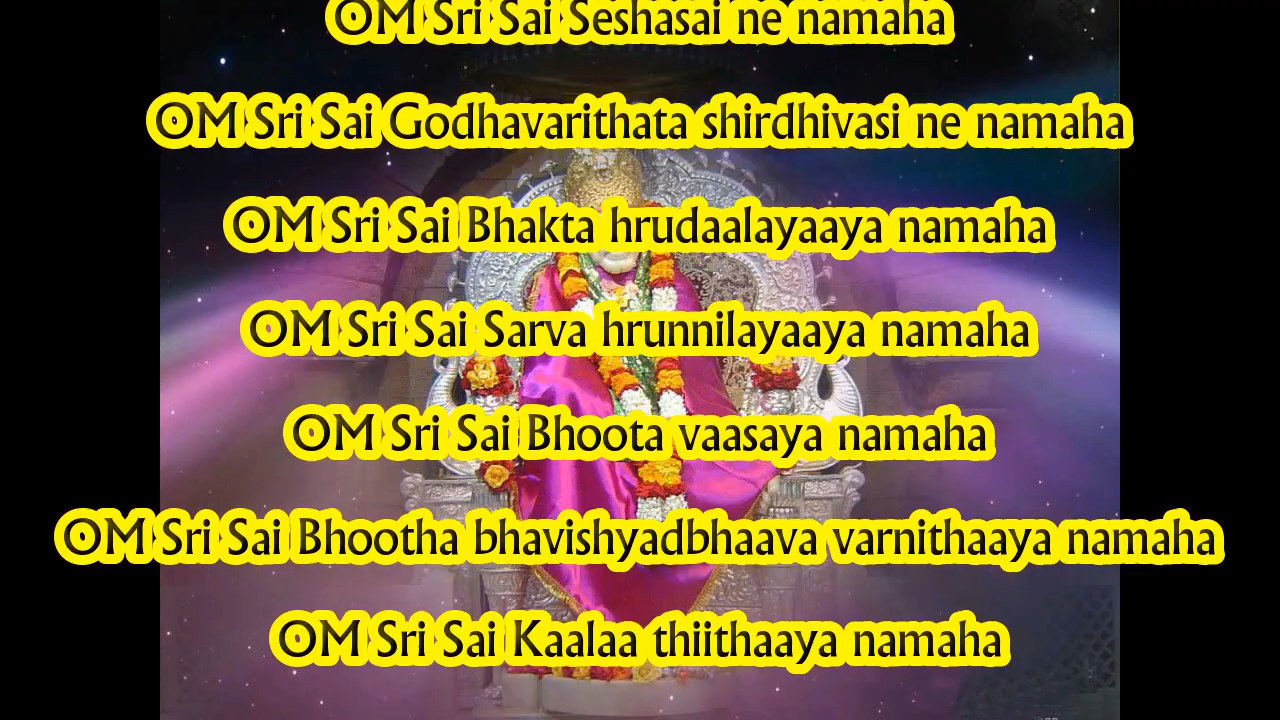 OM Sri Sai Seshasai ne namaha
OM Sri Sai Godhavarithata shirdhivasi ne namaha
OM Sri Sai Bhakta hrudaalayaaya namaha
OM Sri Sai Sarva hrunnilayaaya namaha
OM Sri Sai Bhoota vaasaya namaha
OM Sri Sai Bhootha bhavishyadbhaava varnithaaya namaha
OM Sri Sai Kaalaa thiithaaya namaha